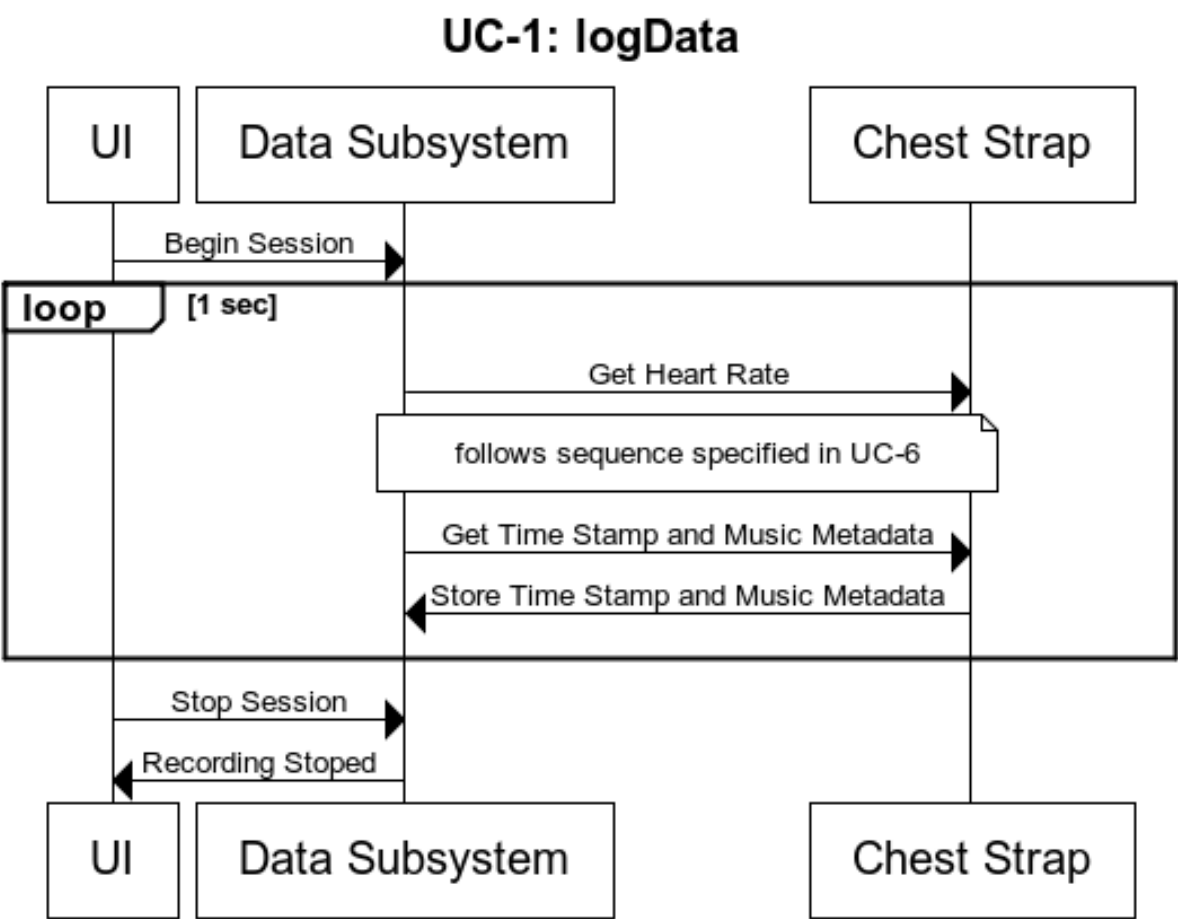 UC-1: logData
UI
Data Subsystem
Chest Strap
Begin Session
loop
[1 sec]
Get Heart Rate
follows sequence specified in UC-6
Get Time Stamp and Music Metadata
Store Time Stamp and Music Metadata
Stop Session
Recording Stoped
UI
Data Subsystem
Chest Strap